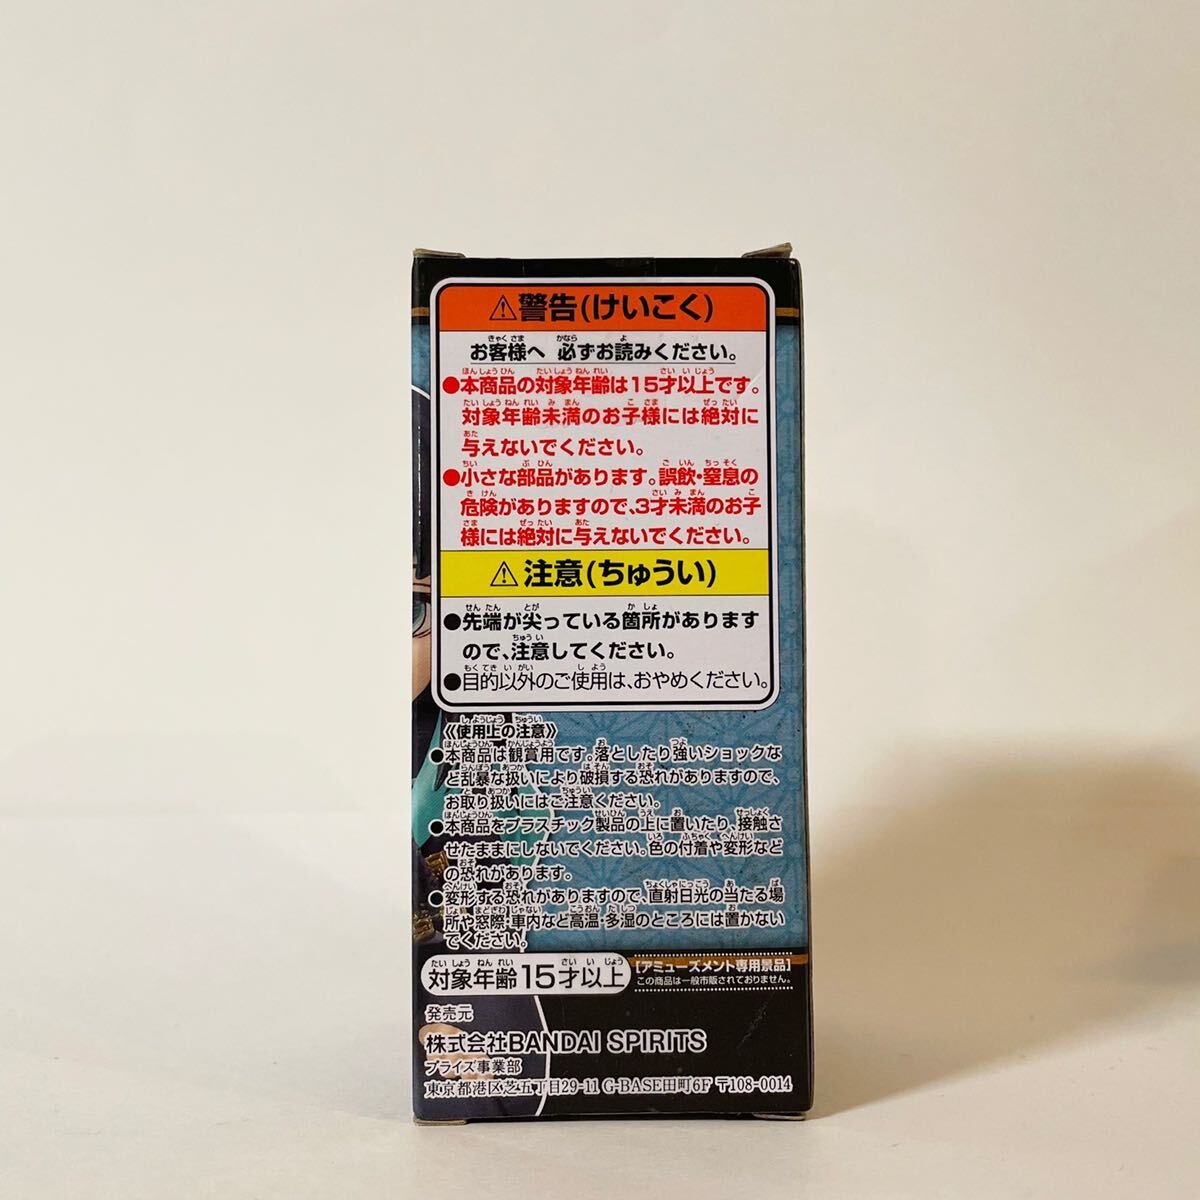 ⚠警告(けいこく)
お客様へ 必ずお読みください。
●本商品の対象年齢は15才以上です。
対象年齢未満のお子様には絶対に
与えないでください。
●小さな部品があります。誤飲・窒息の
危険がありますので、3才未満のお子
様には絶対に与えないでください。
⚠注意(ちゅうい)
●先端が尖っている箇所があります
ので、注意してください。
●目的以外のご使用は、おやめください。
《使用上の注意》
●本商品は観賞用です。落としたり強いショックな
ど乱暴な扱いにより破損する恐れがありますので、
お取り扱いにはご注意ください。
●本商品をプラスチック製品の上に置いたり、接触さ
せたままにしないでください。色の付着や変形など
の恐れがあります。
●変形する恐れがありますので、直射日光の当たる場
所や窓際・車内など高温・多湿のところには置かない
でください。
対象年齢15才以上
[アミューズメント専用景品]
この商品は一般市販されておりません。
発売元
株式会社BANDAI SPIRITS
プライズ事業部
東京都港区芝五丁目29-11 G-BASE田町6F 〒108-0014